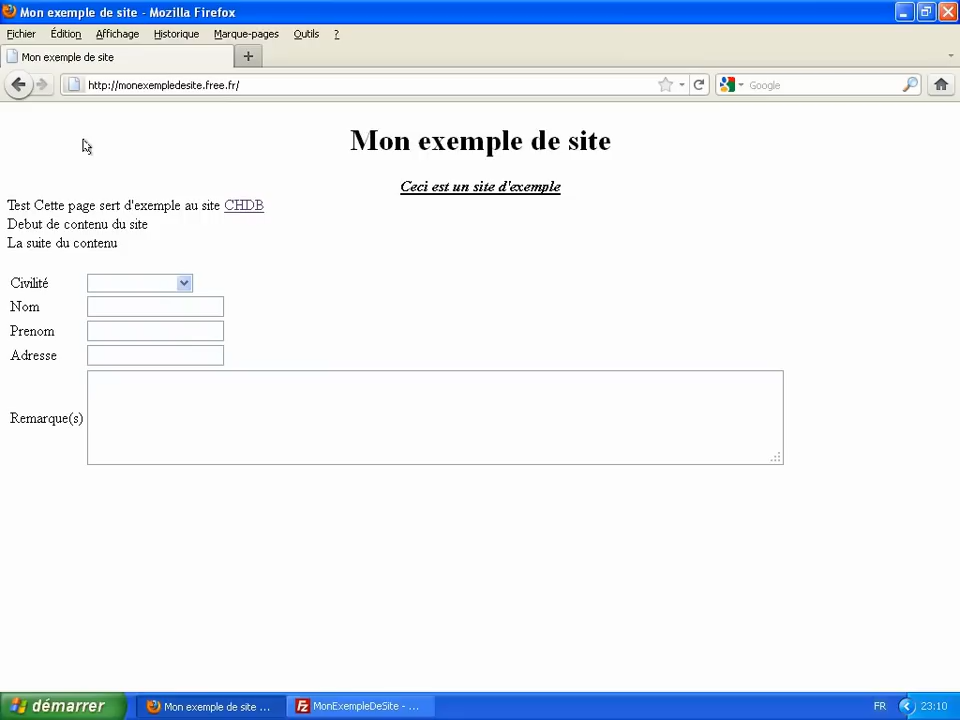 Mon exemple de site - Mozilla Firefox
Fichier Édition Affichage Historique Marque-pages Outils ?
Mon exemple de site
http://monexempledesite.free.fr/ Google
Mon exemple de site
Ceci est un site d'exemple
Test Cette page sert d'exemple au site CHDB
Debut de contenu du site
La suite du contenu
Civilité
Nom
Prenom
Adresse
Remarque(s)
démarrer Mon exemple de site ... MonExempleDeSite - ... FR 23:10